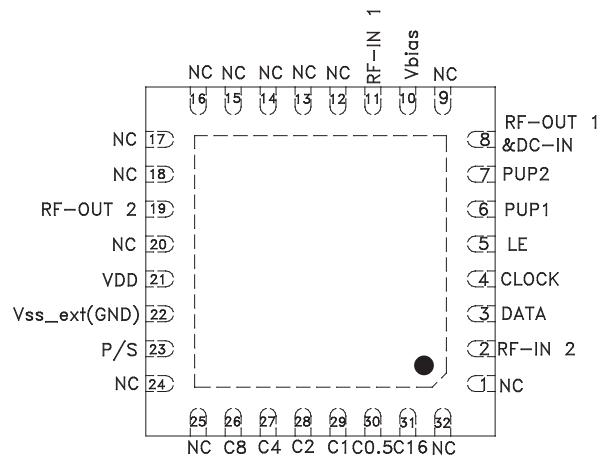 RF-IN 1
Vbias
NC NC NC NC NC NC
16 15 14 13 12 11 10 9
RF-OUT 1
NC 17 8 &DC-IN
NC 18 7 PUP2
RF-OUT 2 19 6 PUP1
NC 20 5 LE
VDD 21 4 CLOCK
Vss_ext(GND) 22 3 DATA
P/S 23 2 RF-IN 2
NC 24 1 NC
25 26 27 28 29 30 31 32
NC C8 C4 C2 C1 C0.5 C16 NC